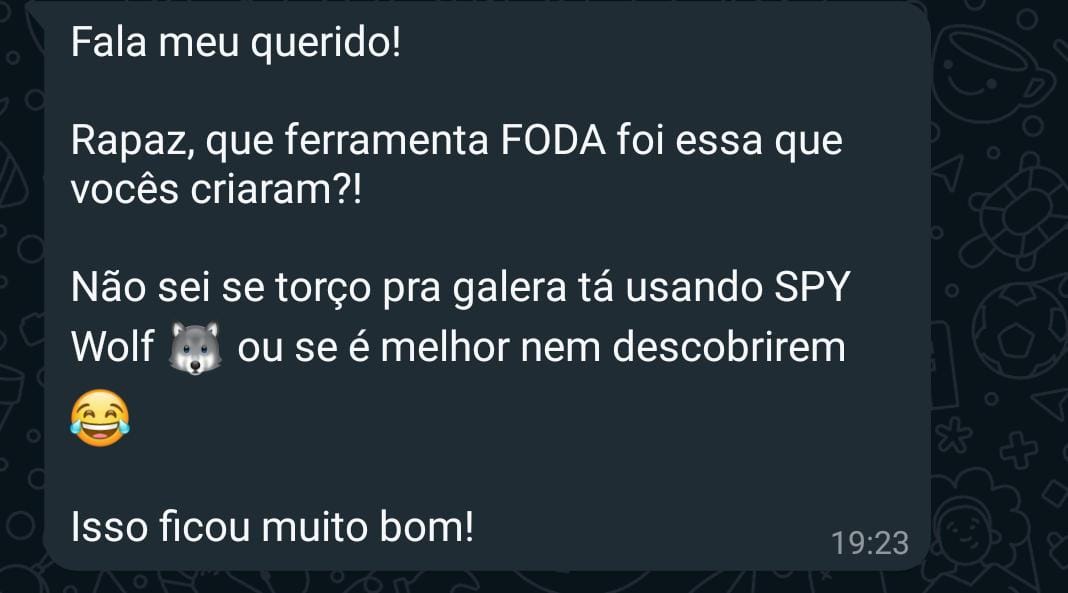 Fala meu querido!
Rapaz, que ferramenta FODA foi essa que
vocês criaram?!
Não sei se torço pra galera tá usando SPY
Wolf 🐺 ou se é melhor nem descobrirem
😂
Isso ficou muito bom!
19:23